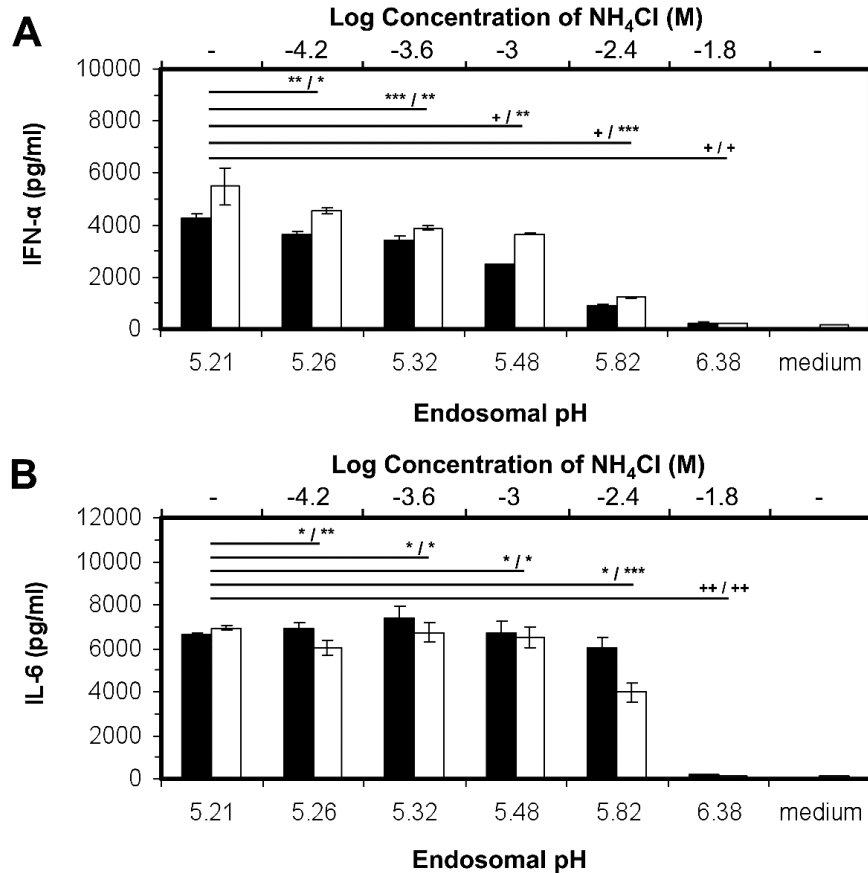 A
Log Concentration of NH₄Cl (M)
- -4.2 -3.6 -3 -2.4 -1.8 -
IFN-α (pg/ml)
10000
8000
6000
4000
2000
0
** / *
*** / **
+ / **
+ / ***
+ / +
5.21 5.26 5.32 5.48 5.82 6.38 medium
Endosomal pH
B
Log Concentration of NH₄Cl (M)
- -4.2 -3.6 -3 -2.4 -1.8 -
IL-6 (pg/ml)
12000
10000
8000
6000
4000
2000
0
* / **
* / *
* / *
* / ***
++ / ++
5.21 5.26 5.32 5.48 5.82 6.38 medium
Endosomal pH